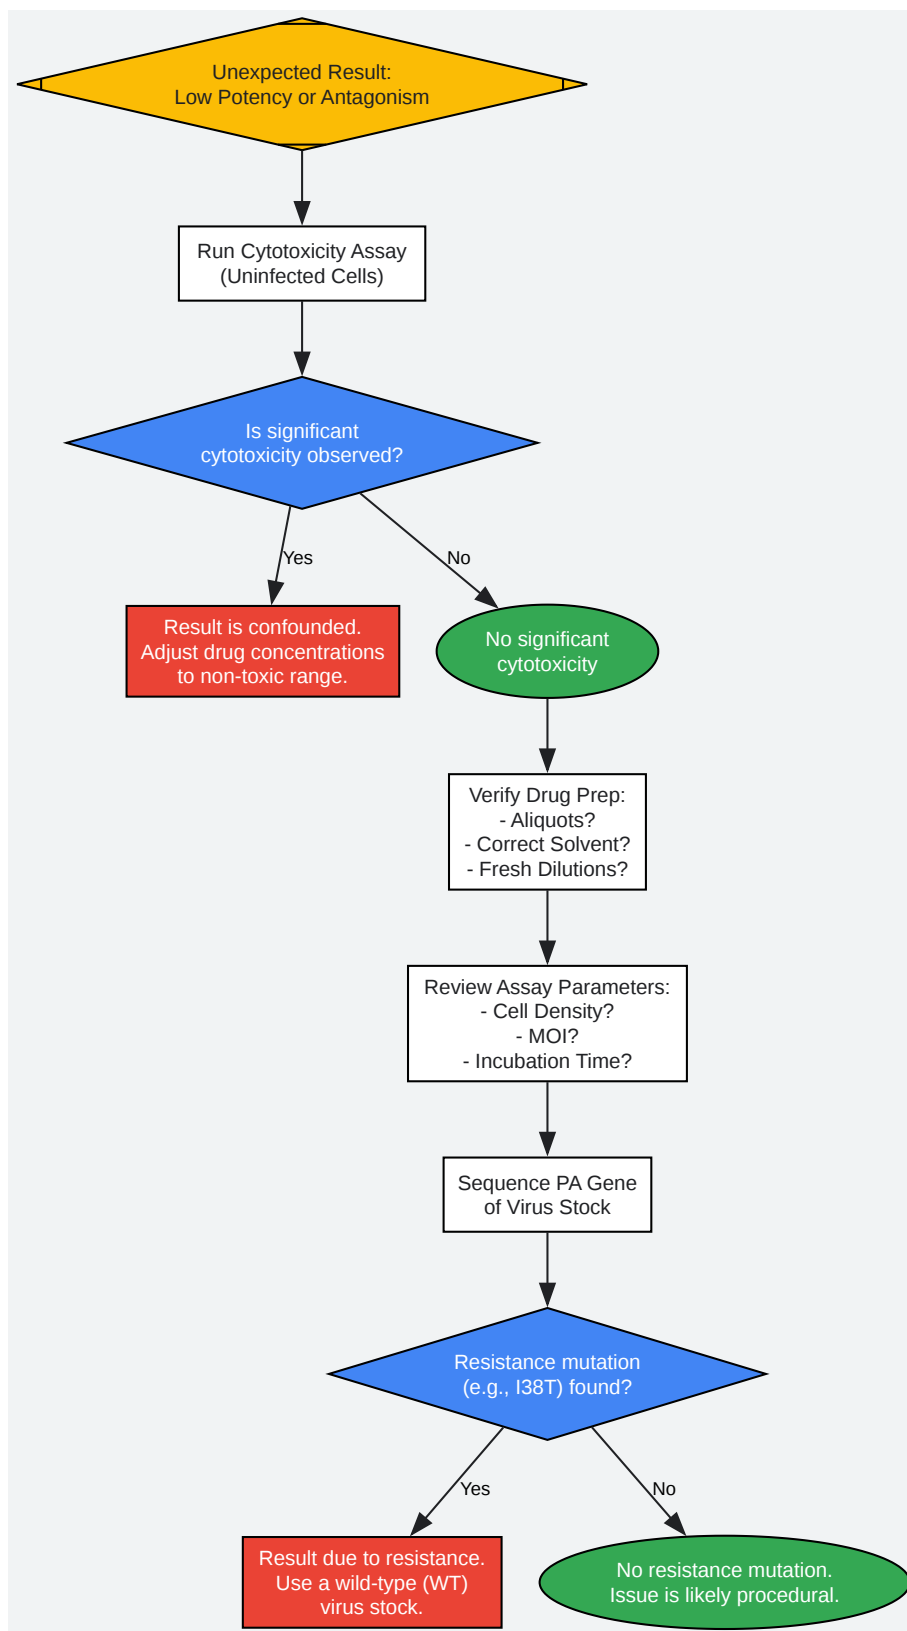 Unexpected Result:
Low Potency or Antagonism
Run Cytotoxicity Assay
(Uninfected Cells)
Is significant
cytotoxicity observed?
Yes
No
Result is confounded.
Adjust drug concentrations
to non-toxic range.
No significant
cytotoxicity
Verify Drug Prep:
- Aliquots?
- Correct Solvent?
- Fresh Dilutions?
Review Assay Parameters:
- Cell Density?
- MOI?
- Incubation Time?
Sequence PA Gene
of Virus Stock
Resistance mutation
(e.g., I38T) found?
Yes
No
Result due to resistance.
Use a wild-type (WT)
virus stock.
No resistance mutation.
Issue is likely procedural.